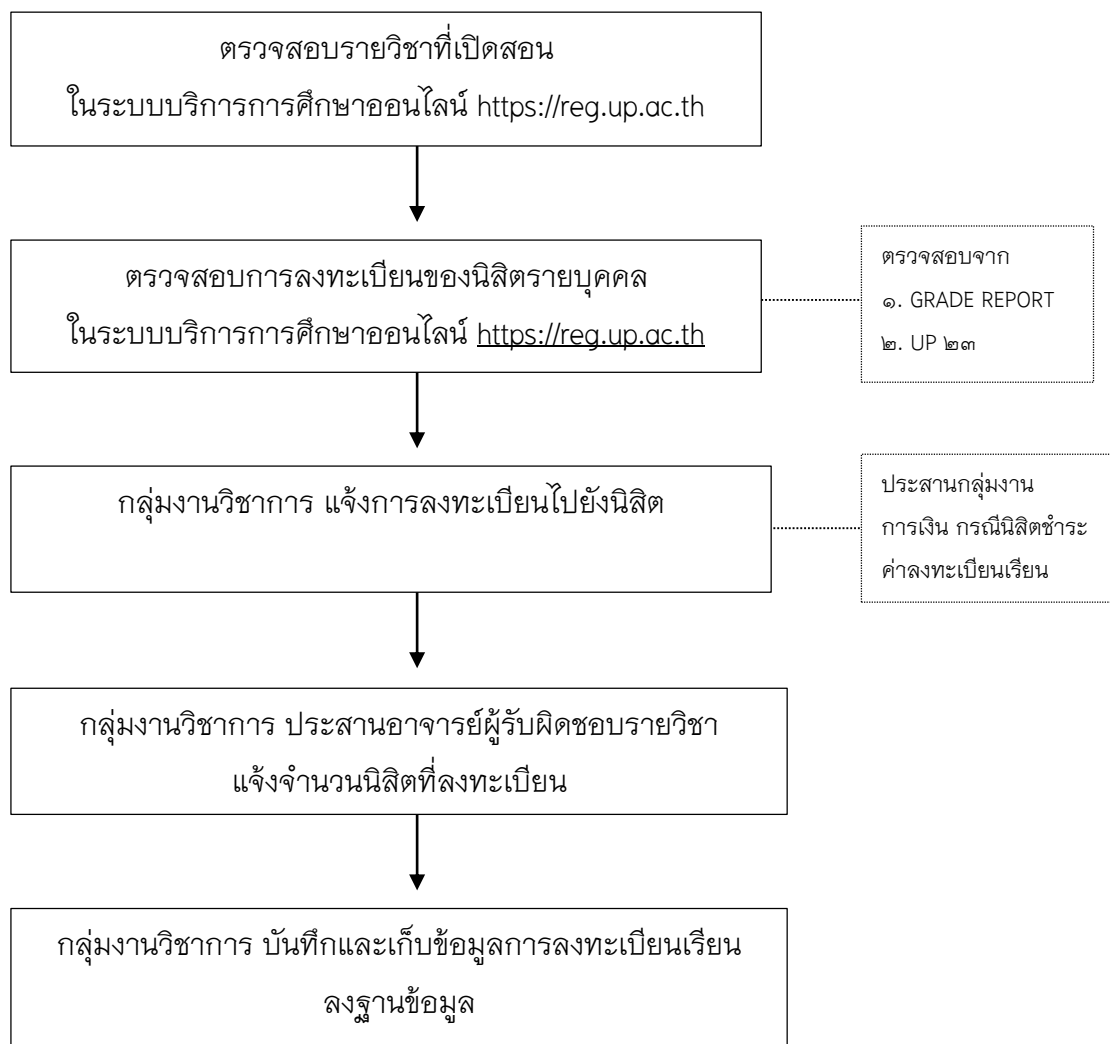 ตรวจสอบรายวิชาที่เปิดสอน
ในระบบบริการการศึกษาออนไลน์ https://reg.up.ac.th
ตรวจสอบการลงทะเบียนของนิสิตรายบุคคล
ในระบบบริการการศึกษาออนไลน์ https://reg.up.ac.th
ตรวจสอบจาก
๑. GRADE REPORT
๒. UP ๒๓
กลุ่มงานวิชาการ แจ้งการลงทะเบียนไปยังนิสิต
ประสานกลุ่มงาน
การเงิน กรณีนิสิตชำระ
ค่าลงทะเบียนเรียน
กลุ่มงานวิชาการ ประสานอาจารย์ผู้รับผิดชอบรายวิชา
แจ้งจำนวนนิสิตที่ลงทะเบียน
กลุ่มงานวิชาการ บันทึกและเก็บข้อมูลการลงทะเบียนเรียน
ลงฐานข้อมูล